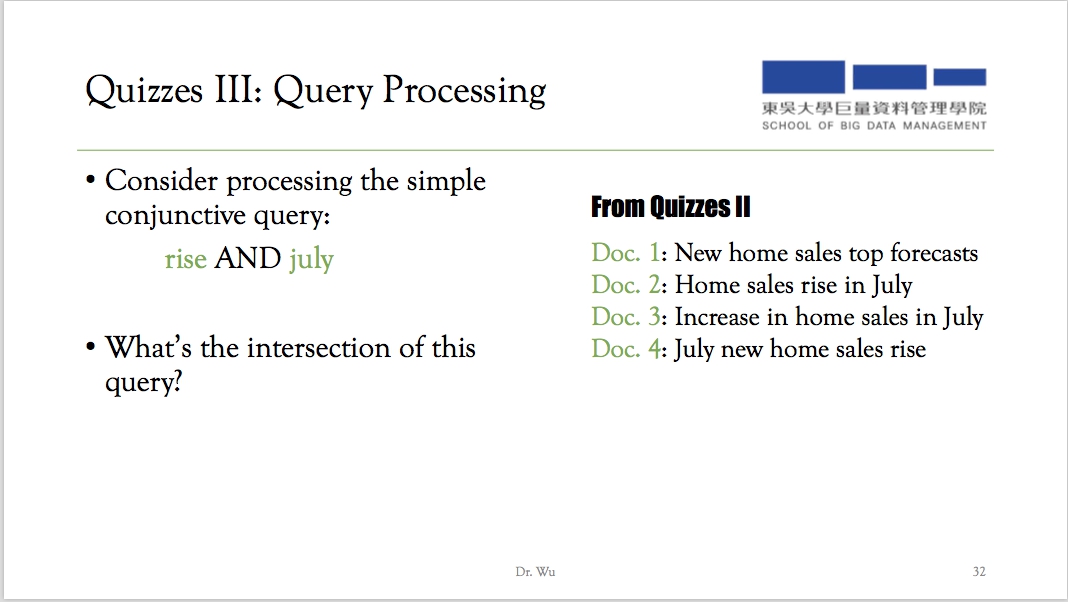 Quizzes III: Query Processing
東吳大學巨量資料管理學院
SCHOOL OF BIG DATA MANAGEMENT
• Consider processing the simple
conjunctive query:
rise AND july
• What’s the intersection of this
query?
From Quizzes II
Doc. 1: New home sales top forecasts
Doc. 2: Home sales rise in July
Doc. 3: Increase in home sales in July
Doc. 4: July new home sales rise
Dr. Wu
32